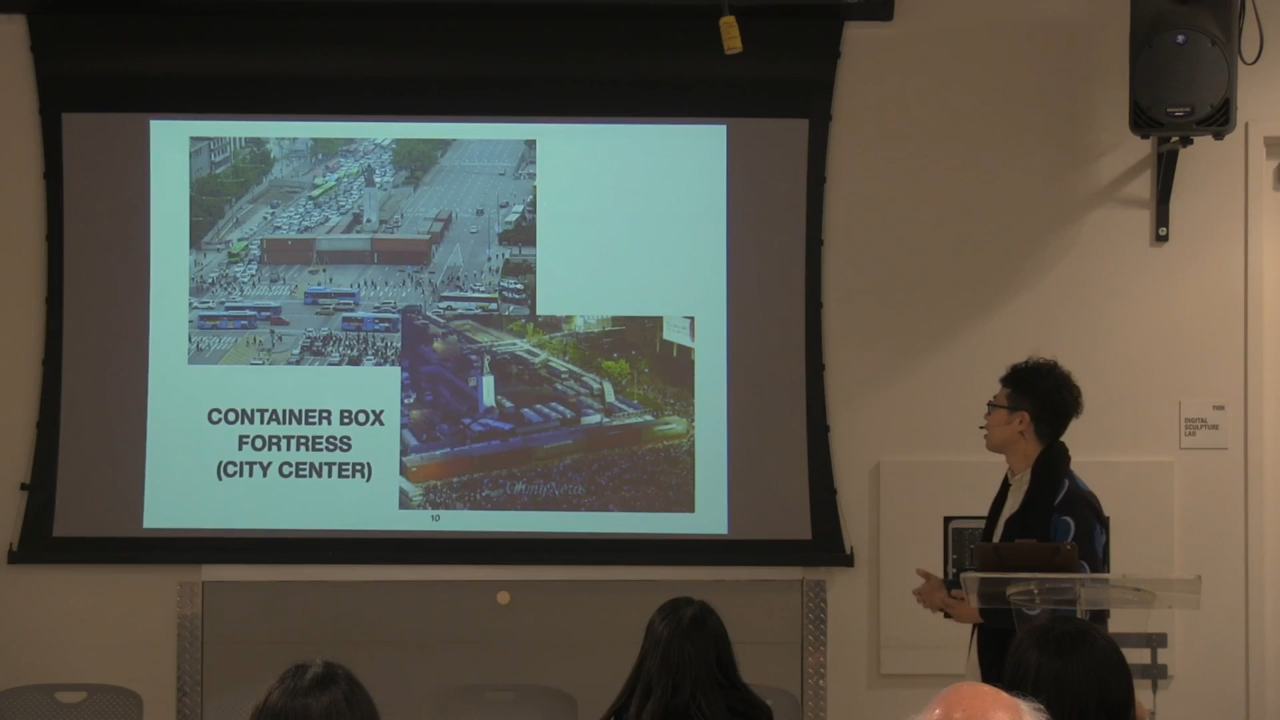 CONTAINER BOX
FORTRESS
(CITY CENTER)
OhmyNews
10
DIGITAL
SCULPTURE
LAB